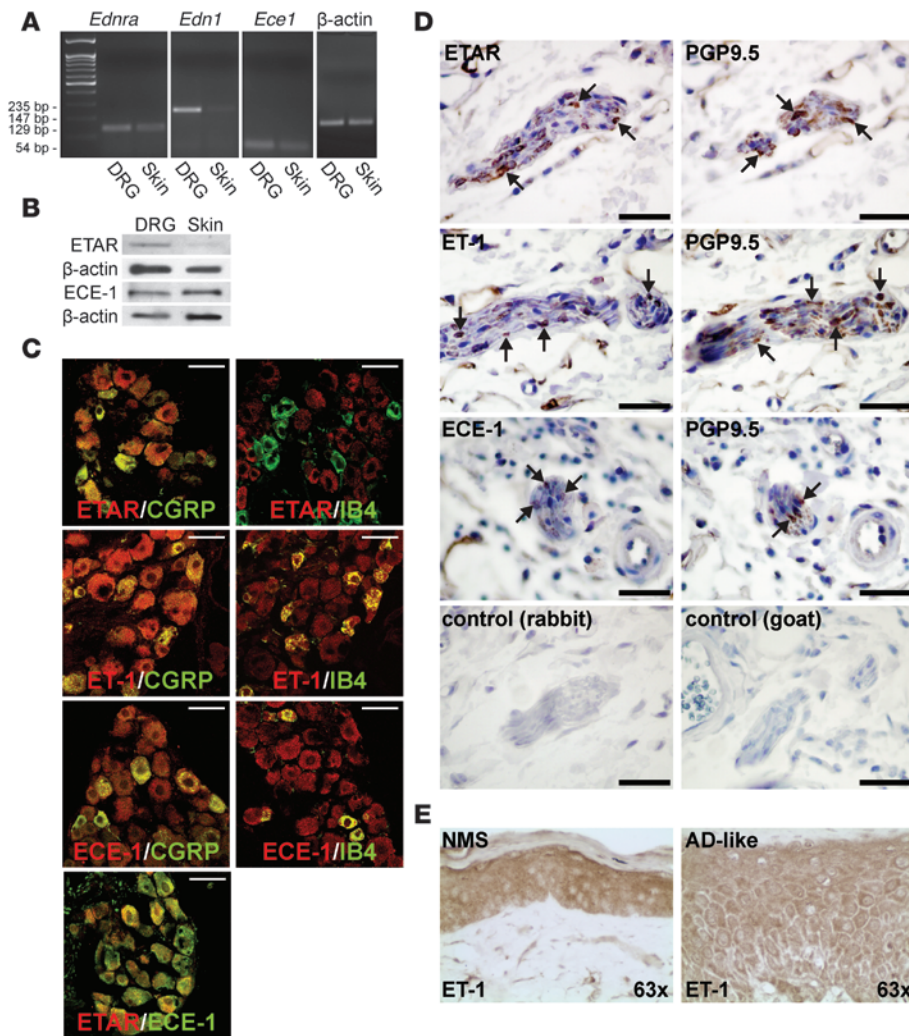 A
Ednra Edn1 Ece1 β-actin
235 bp -
147 bp -
129 bp -
54 bp -
DRG Skin DRG Skin DRG Skin DRG Skin
B
DRG Skin
ETAR
β-actin
ECE-1
β-actin
C
ETAR/CGRP ETAR/IB4
ET-1/CGRP ET-1/IB4
ECE-1/CGRP ECE-1/IB4
ETAR/ECE-1
D
ETAR PGP9.5
ET-1 PGP9.5
ECE-1 PGP9.5
control (rabbit) control (goat)
E
NMS AD-like
ET-1 63x ET-1 63x